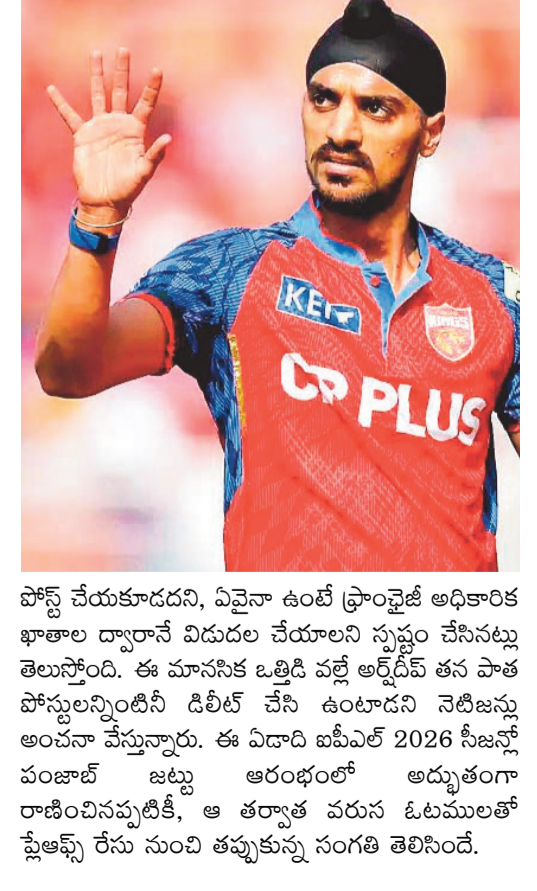 KEI
KINGS
CP PLUS
పోస్ట్ చేయకూడదని, ఏవైనా ఉంటే ఫ్రాంఛైజీ అధికారిక
ఖాతాల ద్వారానే విడుదల చేయాలని స్పష్టం చేసినట్లు
తెలుస్తోంది. ఈ మానసిక ఒత్తిడి వల్లే అర్ష్‌దీప్ తన పాత
పోస్టులన్నింటినీ డిలీట్ చేసి ఉంటాడని నెటిజన్లు
అంచనా వేస్తున్నారు. ఈ ఏడాది ఐపీఎల్ 2026 సీజన్లో
పంజాబ్ జట్టు ఆరంభంలో అద్భుతంగా
రాణించినప్పటికీ, ఆ తర్వాత వరుస ఓటములతో
ప్లేఆఫ్స్ రేసు నుంచి తప్పుకున్న సంగతి తెలిసిందే.